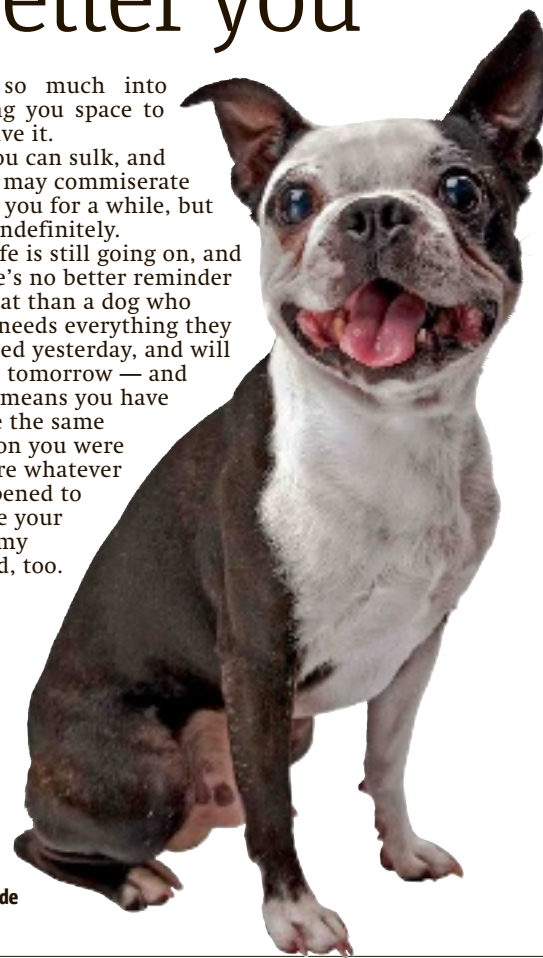 etter you
so much into
ng you space to
ve it.
ou can sulk, and
may commiserate
you for a while, but
ndefinitely.
fe is still going on, and
e's no better reminder
at than a dog who
needs everything they
ed yesterday, and will
tomorrow — and
means you have
e the same
on you were
re whatever
pened to
e your
my
d, too.
de